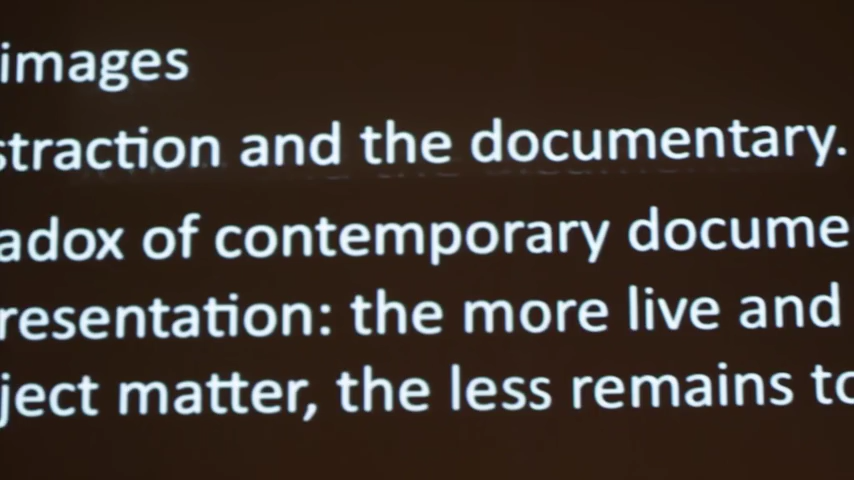 images
straction and the documentary.
adox of contemporary docume
resentation: the more live and
ject matter, the less remains to